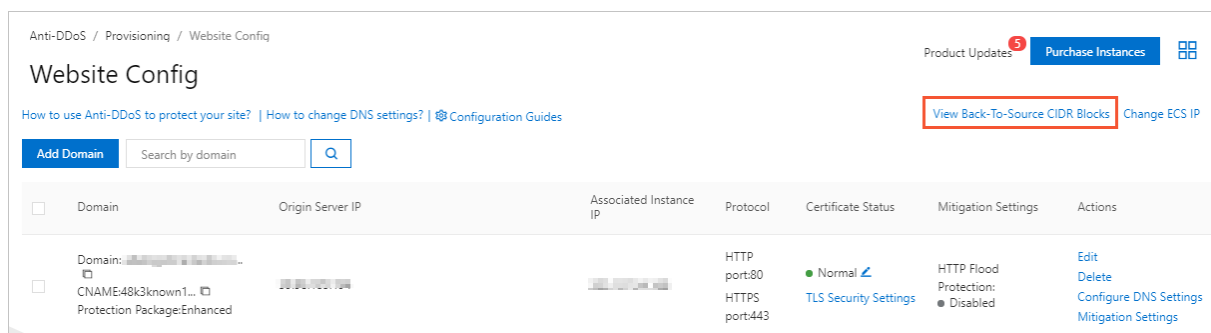 Anti-DDoS / Provisioning / Website Config
Product Updates 5 Purchase Instances
Website Config
How to use Anti-DDoS to protect your site? | How to change DNS settings? | Configuration Guides
View Back-To-Source CIDR Blocks Change ECS IP
Add Domain Search by domain
Domain Origin Server IP Associated Instance IP Protocol Certificate Status Mitigation Settings Actions
Domain:
CNAME:48k3known1...
Protection Package:Enhanced
HTTP
port:80
HTTPS
port:443
Normal
TLS Security Settings
HTTP Flood
Protection:
Disabled
Edit
Delete
Configure DNS Settings
Mitigation Settings